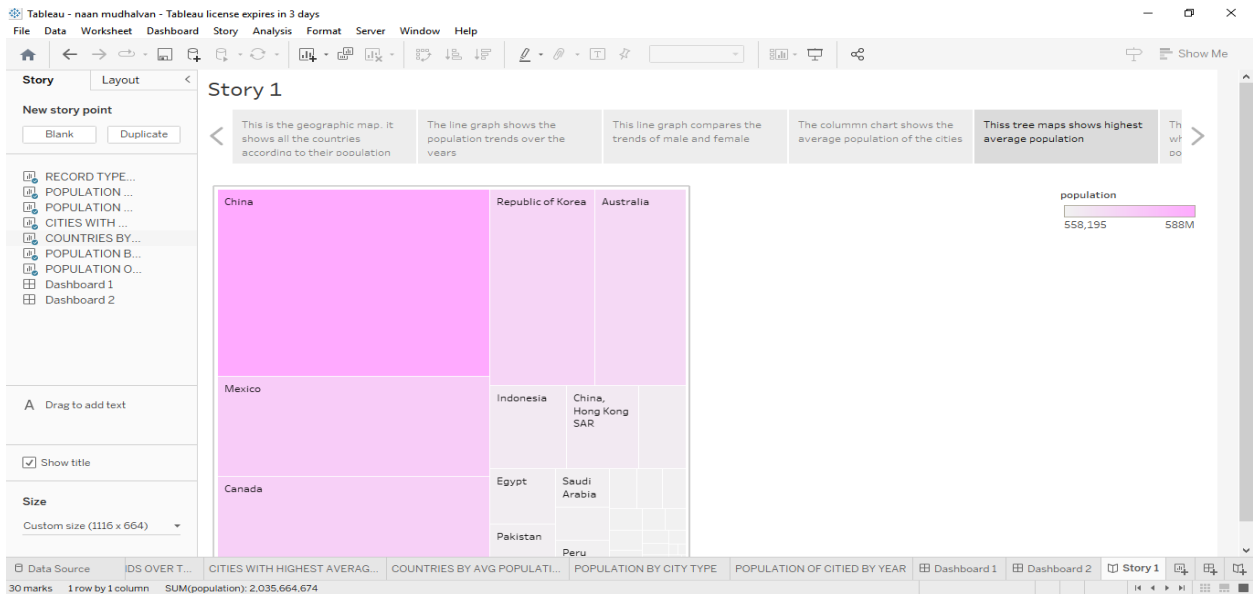 Tableau - naan mudhalvan - Tableau license expires in 3 days
File Data Worksheet Dashboard Story Analysis Format Server Window Help
Show Me
Story Layout
New story point
Blank Duplicate
RECORD TYPE...
POPULATION ...
POPULATION ...
CITIES WITH ...
COUNTRIES BY...
POPULATION B...
POPULATION O...
Dashboard 1
Dashboard 2
A Drag to add text
Show title
Size
Custom size (1116 x 664)
Story 1
This is the geographic map. It
shows all the countries
according to their population
The line graph shows the
population trends over the
years
This line graph compares the
trends of male and female
The columnn chart shows the
average population of the cities
Thiss tree maps shows highest
average population
China
Republic of Korea
Australia
Mexico
Indonesia
China,
Hong Kong
SAR
Canada
Egypt
Saudi
Arabia
Pakistan
Peru
population
558,195 588M
Data Source IDS OVER T... CITIES WITH HIGHEST AVERAG... COUNTRIES BY AVG POPULATI... POPULATION BY CITY TYPE POPULATION OF CITIED BY YEAR Dashboard 1 Dashboard 2 Story 1
30 marks 1 row by 1 column SUM(population): 2,035,664,674